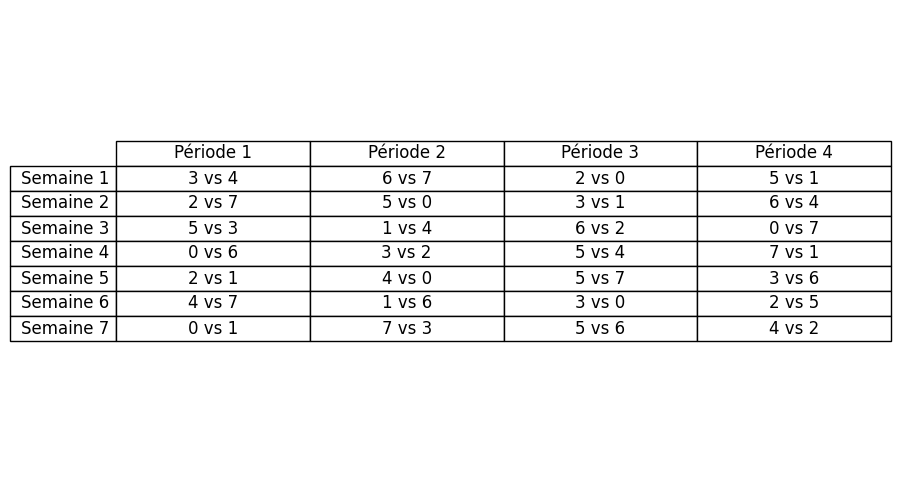 Période 1 Période 2 Période 3 Période 4
Semaine 1 3 vs 4 6 vs 7 2 vs 0 5 vs 1
Semaine 2 2 vs 7 5 vs 0 3 vs 1 6 vs 4
Semaine 3 5 vs 3 1 vs 4 6 vs 2 0 vs 7
Semaine 4 0 vs 6 3 vs 2 5 vs 4 7 vs 1
Semaine 5 2 vs 1 4 vs 0 5 vs 7 3 vs 6
Semaine 6 4 vs 7 1 vs 6 3 vs 0 2 vs 5
Semaine 7 0 vs 1 7 vs 3 5 vs 6 4 vs 2